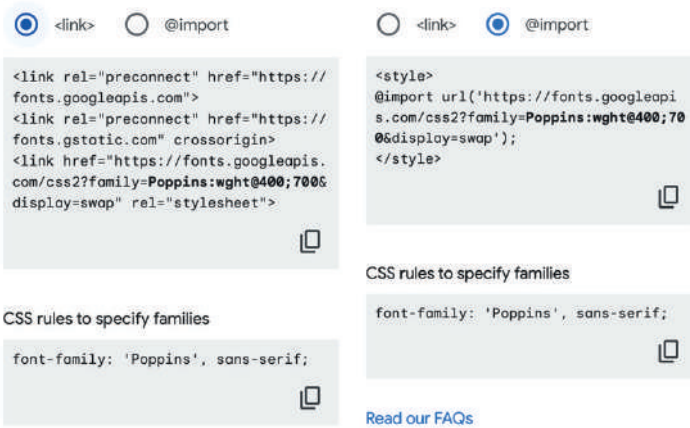 <link> @import
<link rel="preconnect" href="https://
fonts.googleapis.com">
<link rel="preconnect" href="https://
fonts.gstatic.com" crossorigin>
<link href="https://fonts.googleapis.
com/css2?family=Poppins:wght@400;700&
display=swap" rel="stylesheet">
CSS rules to specify families
font-family: 'Poppins', sans-serif;
<link> @import
<style>
@import url('https://fonts.googleapi
s.com/css2?family=Poppins:wght@400;70
0&display=swap');
</style>
CSS rules to specify families
font-family: 'Poppins', sans-serif;
Read our FAQs